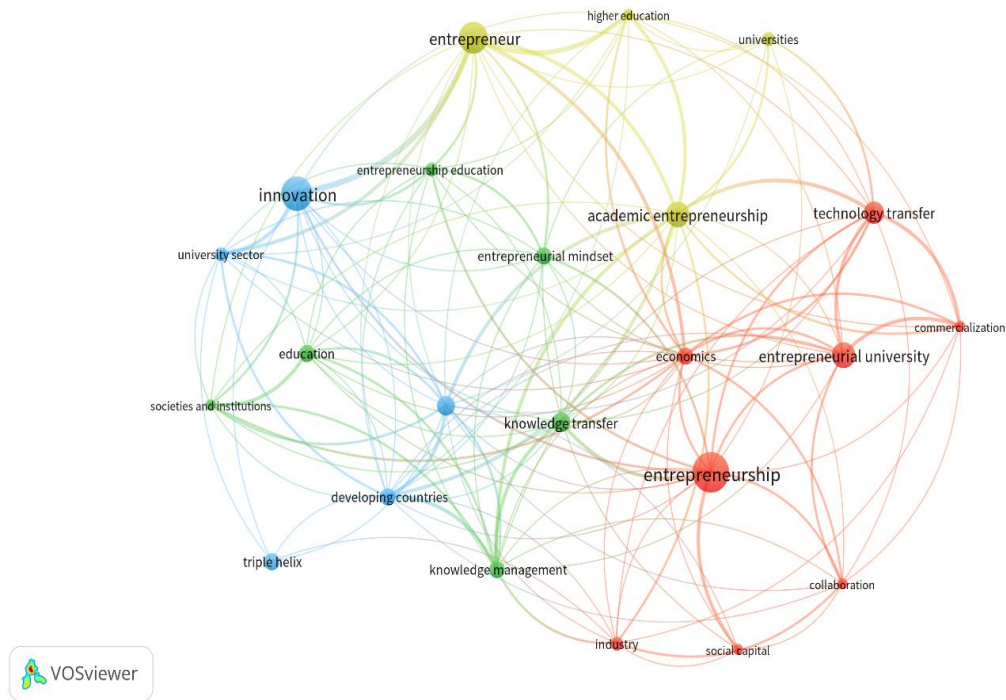 higher education
entrepreneur
universities
entrepreneurship education
innovation
academic entrepreneurship
technology transfer
university sector
entrepreneurial mindset
commercialization
education
economics
entrepreneurial university
societies and institutions
knowledge transfer
entrepreneurship
developing countries
triple helix
knowledge management
collaboration
industry
social capital
VOSviewer